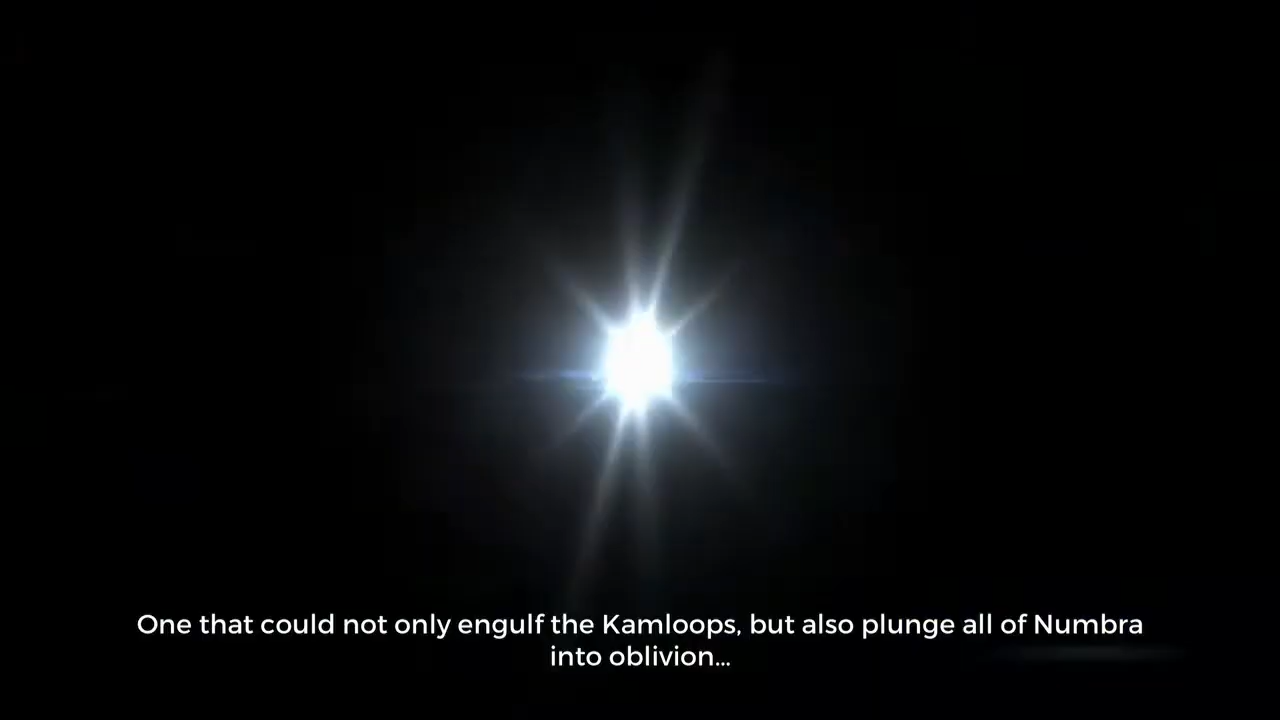 One that could not only engulf the Kamloops, but also plunge all of Numbra
into oblivion...